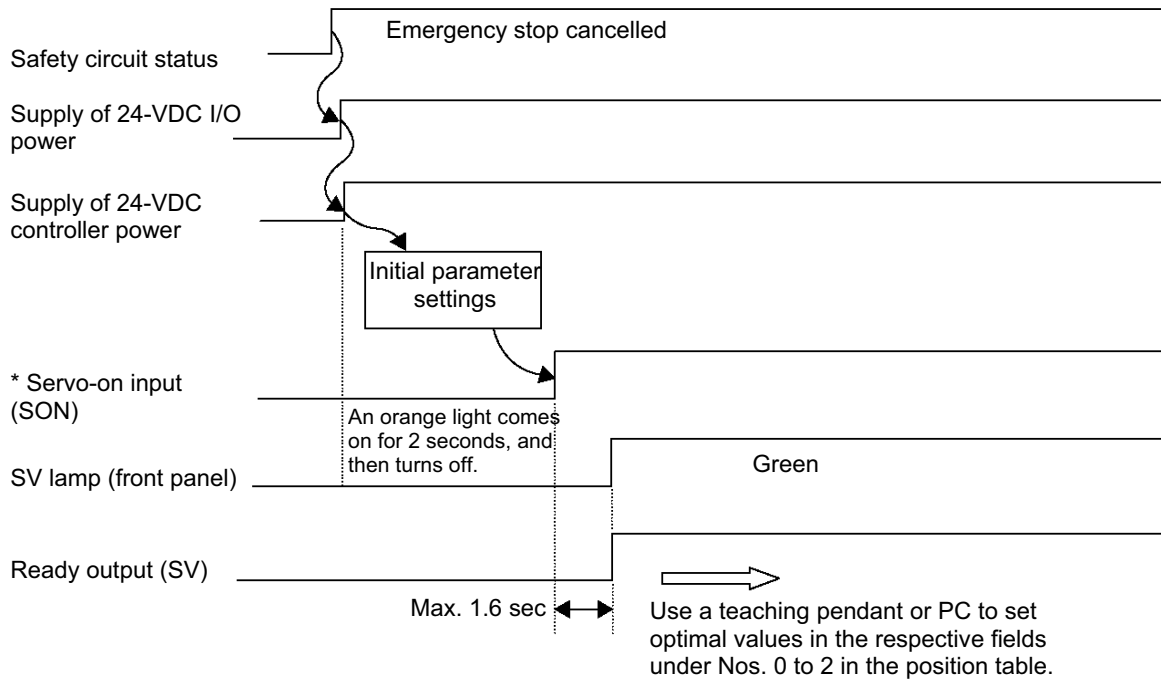 Emergency stop cancelled
Safety circuit status
Supply of 24-VDC I/O
power
Supply of 24-VDC
controller power
Initial parameter
settings
* Servo-on input
(SON)
An orange light comes
on for 2 seconds, and
then turns off.
SV lamp (front panel)
Green
Ready output (SV)
Max. 1.6 sec
Use a teaching pendant or PC to set
optimal values in the respective fields
under Nos. 0 to 2 in the position table.